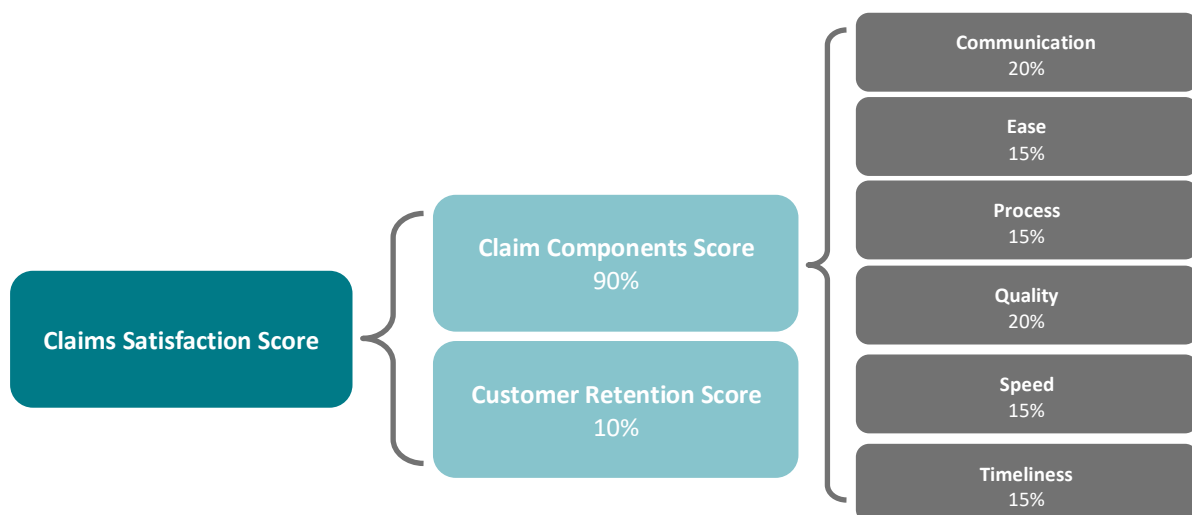 Claims Satisfaction Score
Claim Components Score
90%
Customer Retention Score
10%
Communication
20%
Ease
15%
Process
15%
Quality
20%
Speed
15%
Timeliness
15%